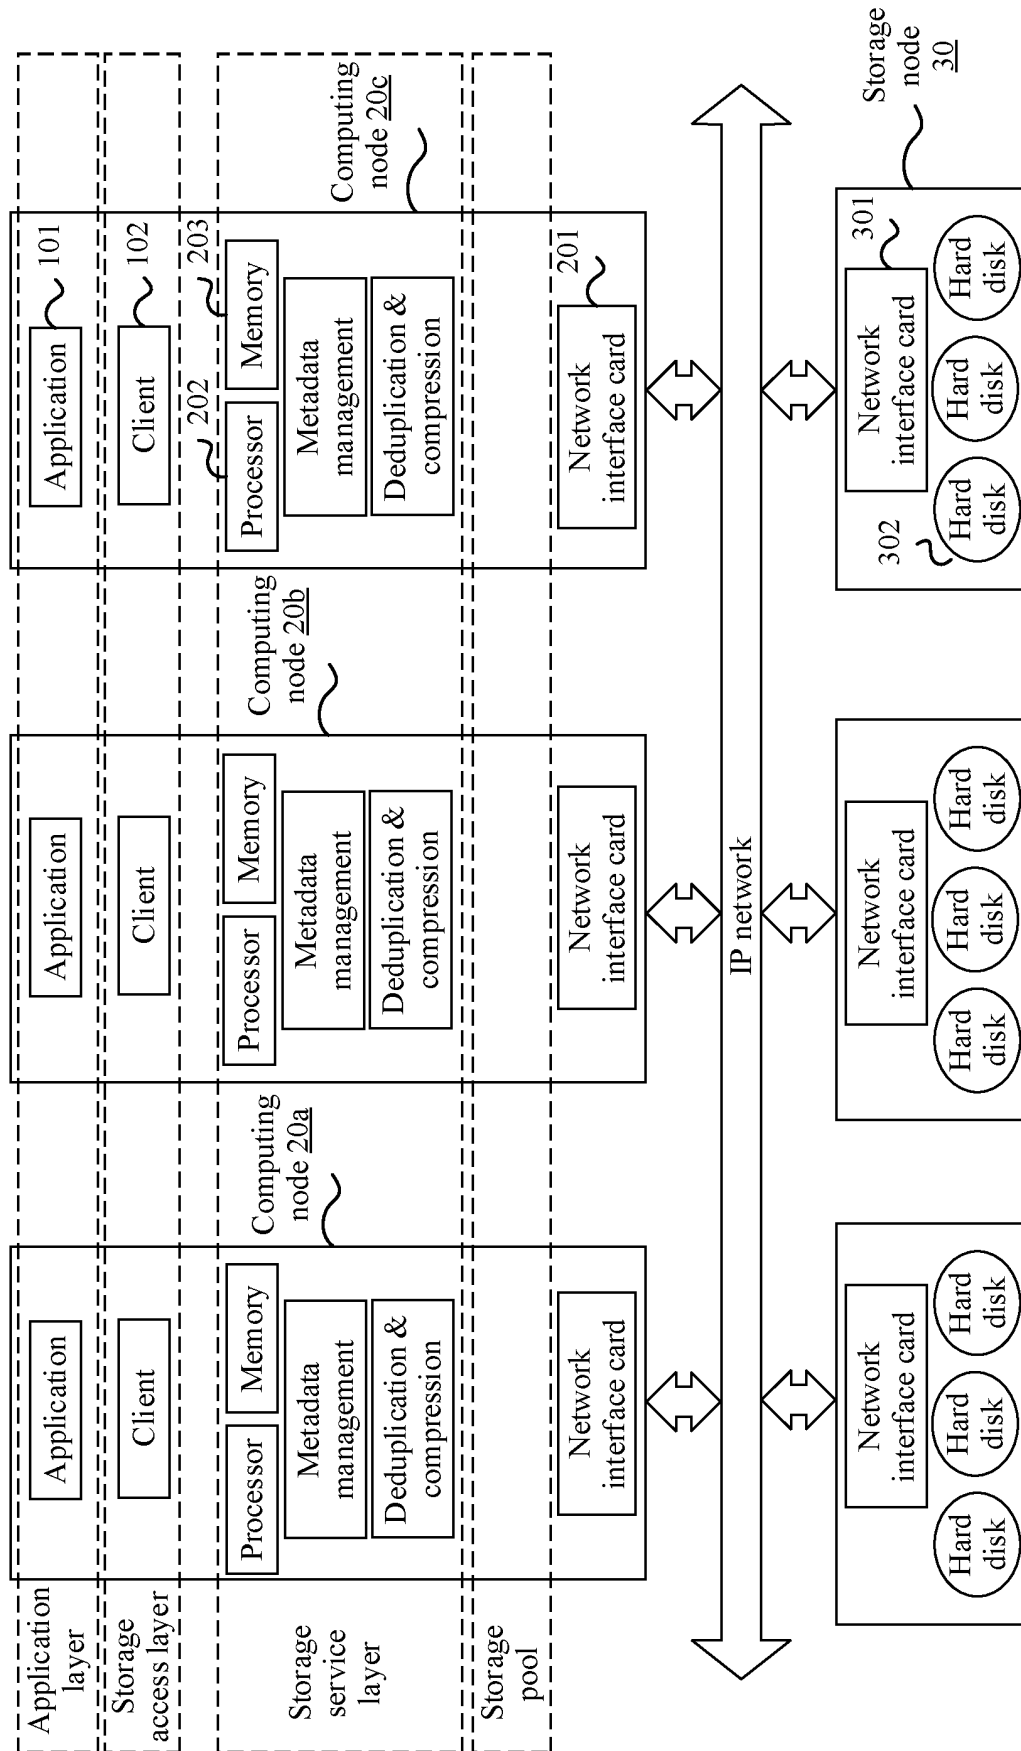 Application
layer
Storage
access layer
Storage
service
layer
Storage
pool
Computing
node 20a
Application
Client
Processor
Memory
Metadata
management
Deduplication &
compression
Network
interface card
Computing
node 20b
Application
Client
Processor
Memory
Metadata
management
Deduplication &
compression
Network
interface card
Computing
node 20c
Application
101
Client
102
Processor
202
Memory
203
Metadata
management
Deduplication &
compression
Network
interface card
201
IP network
Network
interface card
Hard
disk
Hard
disk
Hard
disk
Network
interface card
Hard
disk
Hard
disk
Hard
disk
Storage
node
30
Network
interface card
301
302
Hard
disk
Hard
disk
Hard
disk